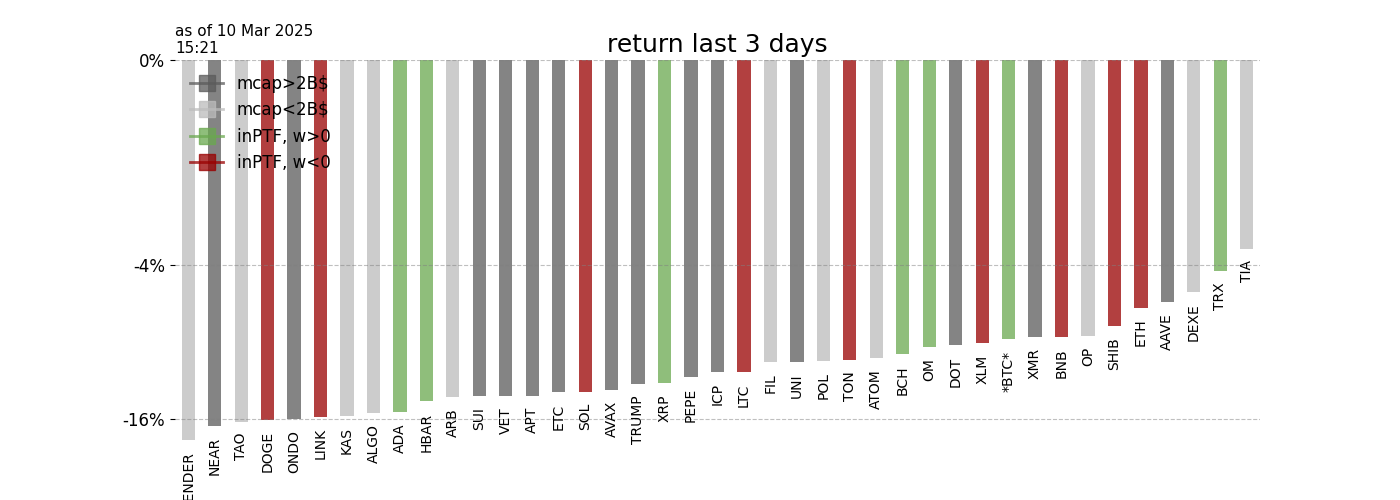 as of 10 Mar 2025
15:21
return last 3 days
0%
-4%
-16%
mcap>2B$
mcap<2B$
inPTF, w>0
inPTF, w<0
ENDER
NEAR
TAO
DOGE
ONDO
LINK
KAS
ALGO
ADA
HBAR
ARB
SUI
VET
APT
ETC
SOL
AVAX
TRUMP
XRP
PEPE
ICP
LTC
FIL
UNI
POL
TON
ATOM
BCH
OM
DOT
XLM
*BTC*
XMR
BNB
OP
SHIB
ETH
AAVE
DEXE
TRX
TIA